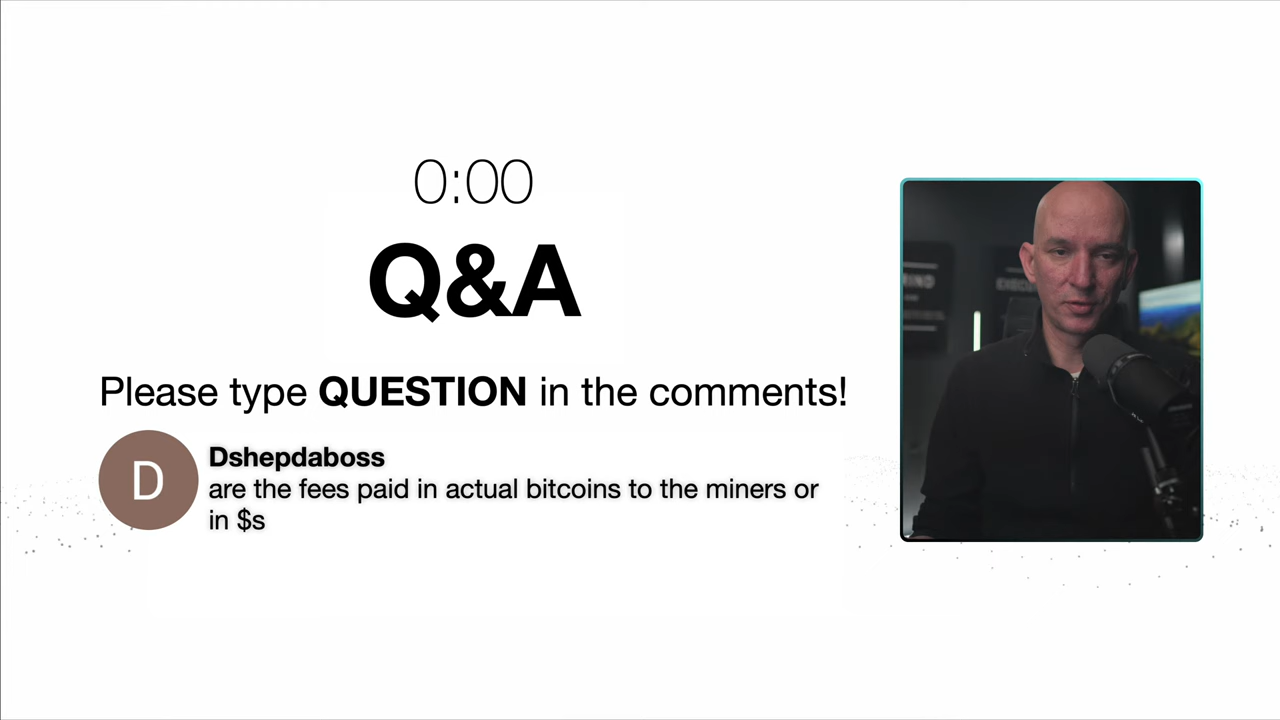 0:00
Q&A
Please type QUESTION in the comments!
D
Dshepdaboss
are the fees paid in actual bitcoins to the miners or
in $s